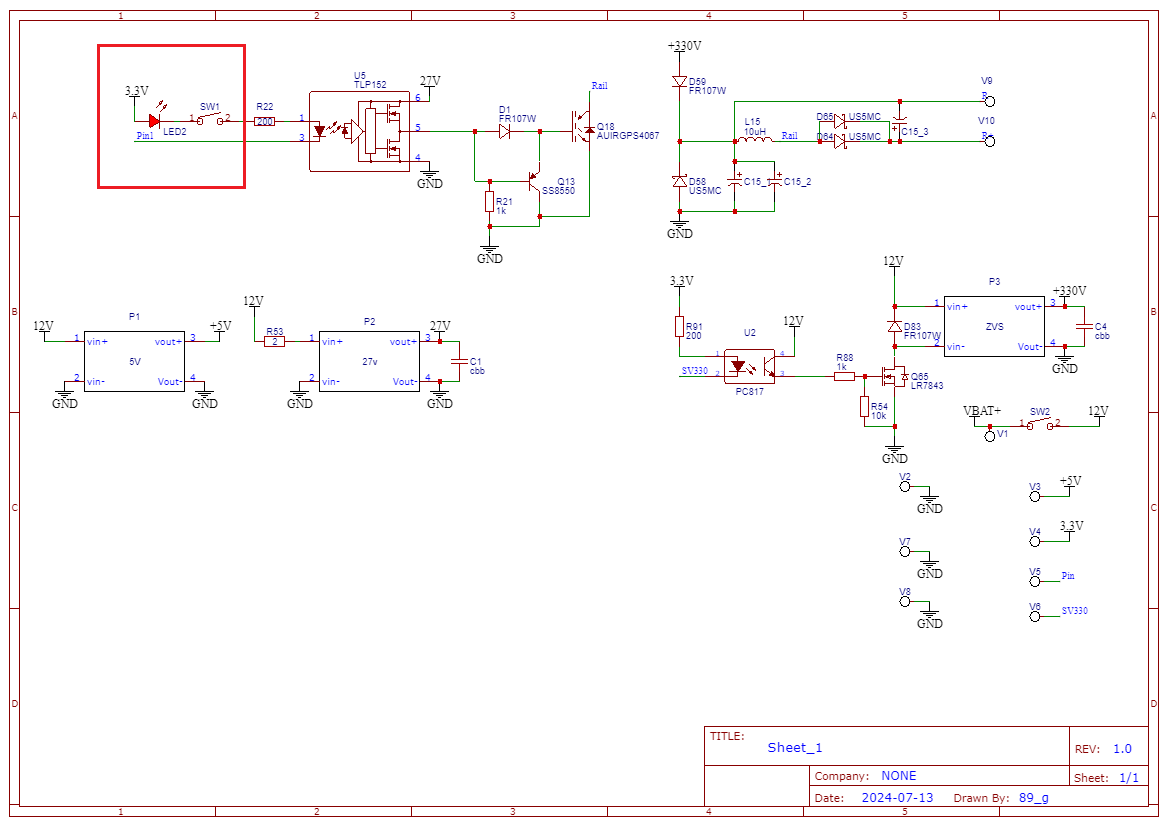 1 2 3 4 5
A
B
C
D
A
B
C
D
3.3V
SW1
1 2
LED2
Pin1
R22
200
U5
TLP152
1
3
6
5
4
27V
GND
D1
FR107W
Rail
Q18
AUIRGPS4067
Q13
SS8550
R21
1k
GND
+330V
D59
FR107W
D58
US5MC
GND
L15
10uH
Rail
C15_1
C15_2
D65
US5MC
D64
US5MC
C15_3
V9
R-
V10
R+
12V
P1
1 vin+
vout+ 3
+5V
5V
2 vin-
Vout- 4
GND
GND
12V
R53
2
P2
1 vin+
vout+ 3
27V
27v
2 vin-
Vout- 4
GND
GND
C1
cbb
3.3V
R91
200
SV330
U2
1
2
4
3
PC817
12V
R88
1k
R54
10k
12V
D83
FR107W
Q65
LR7843
GND
P3
1 vin+
vout+ 3
+330V
ZVS
2 vin-
Vout- 4
GND
C4
cbb
VBAT+
V1
SW2
1 2
12V
V2
GND
V7
GND
V8
GND
V3
+5V
V4
3.3V
V5
Pin
V6
SV330
TITLE:
Sheet_1
REV: 1.0
Company: NONE
Sheet: 1/1
Date: 2024-07-13
Drawn By: 89_g
1 2 3 4 5